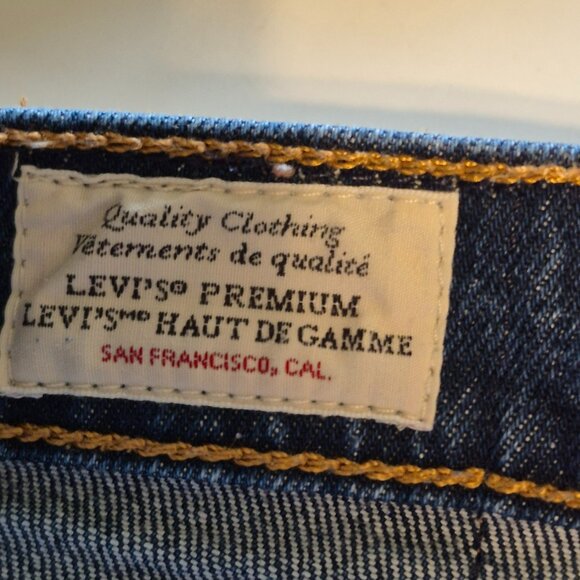 Quality Clothing
Vêtements de qualité
LEVI'S® PREMIUM
LEVI'Sᴹᴰ HAUT DE GAMME
SAN FRANCISCO, CAL.